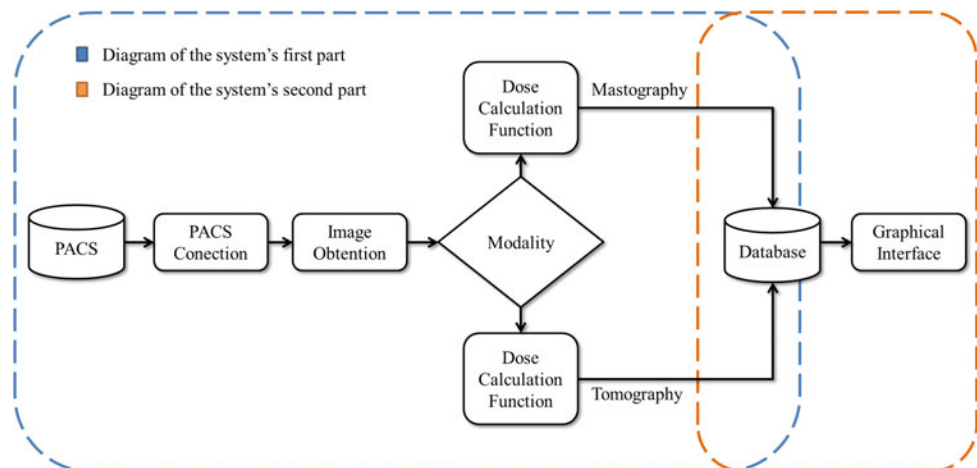 Diagram of the system's first part
Diagram of the system's second part
Dose
Calculation
Function
Mastography
PACS
PACS
Conection
Image
Obtention
Modality
Database
Graphical
Interface
Dose
Calculation
Function
Tomography